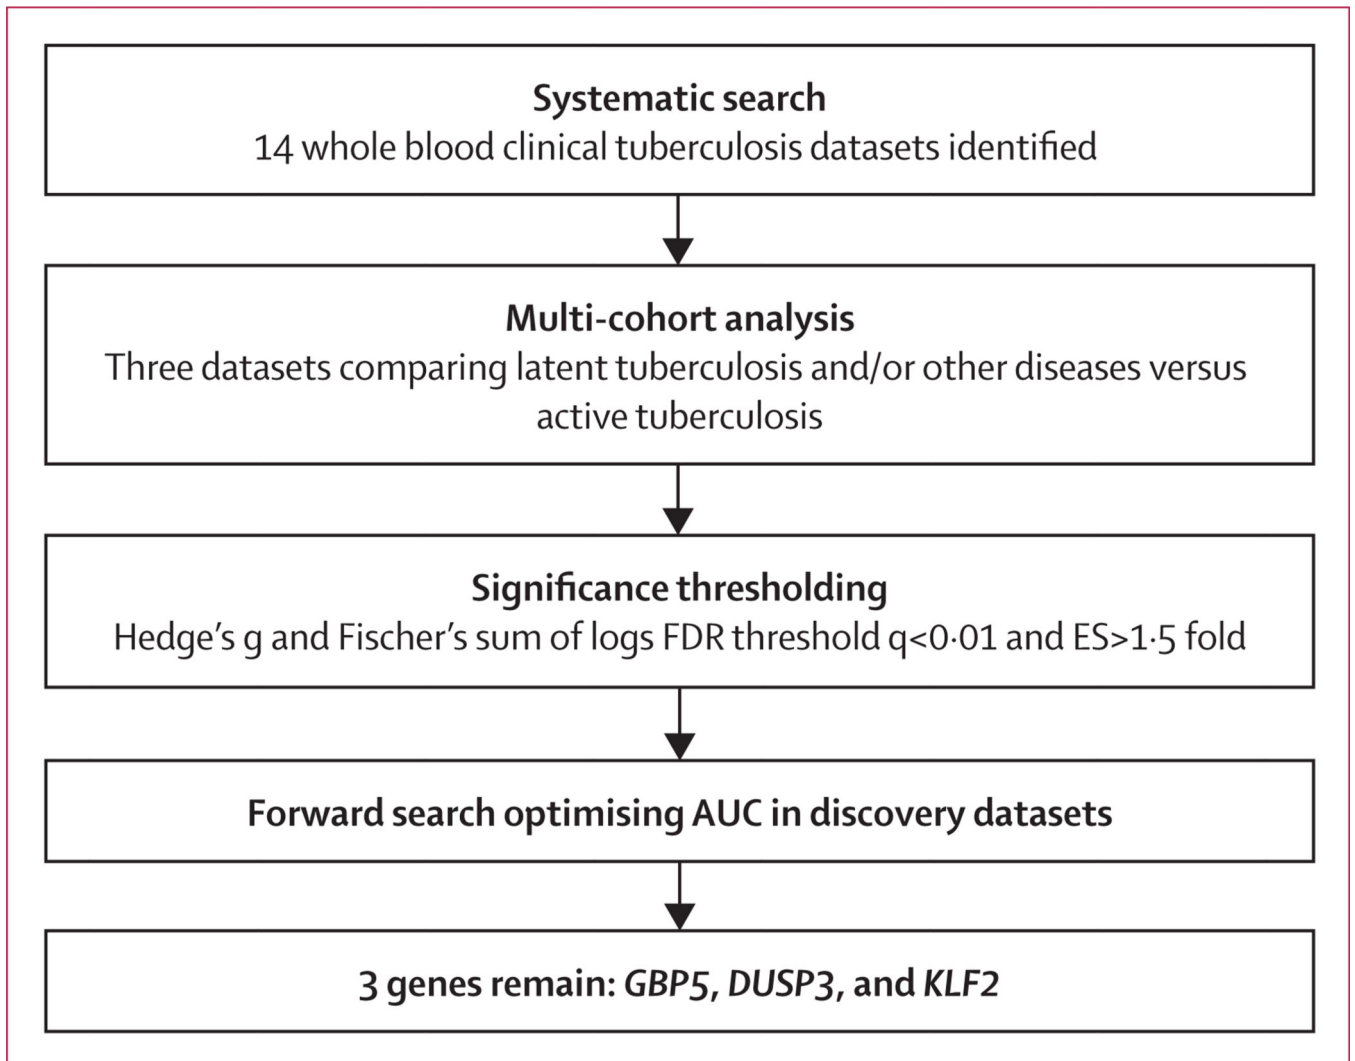 Systematic search
14 whole blood clinical tuberculosis datasets identified
Multi-cohort analysis
Three datasets comparing latent tuberculosis and/or other diseases versus
active tuberculosis
Significance thresholding
Hedge’s g and Fischer’s sum of logs FDR threshold q<0·01 and ES>1·5 fold
Forward search optimising AUC in discovery datasets
3 genes remain: GBP5, DUSP3, and KLF2